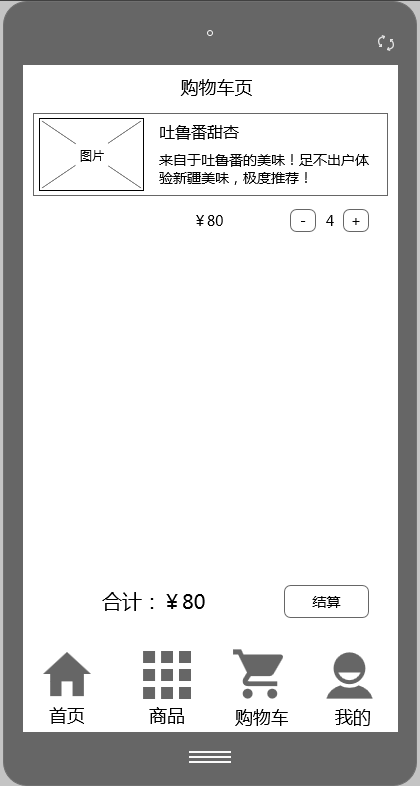 购物车页
图片
吐鲁番甜杏
来自于吐鲁番的美味！足不出户体
验新疆美味，极度推荐！
￥80 - 4 +
合计：￥80 结算
首页 商品 购物车 我的